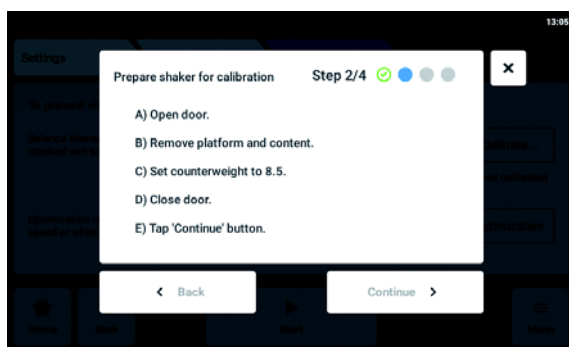 13:05
Settings
Prepare shaker for calibration
Step 2/4
A) Open door.
B) Remove platform and content.
C) Set counterweight to 8.5.
D) Close door.
E) Tap 'Continue' button.
Back
Continue
Home
Back
Start
Menu